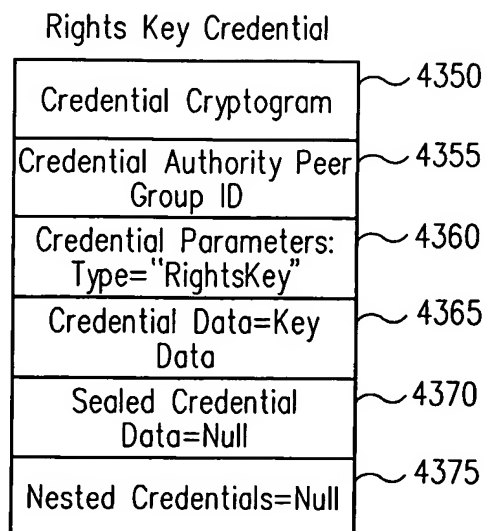 Rights Key Credential
Credential Cryptogram
4350
Credential Authority Peer
Group ID
4355
Credential Parameters:
Type="RightsKey"
4360
Credential Data=Key
Data
4365
Sealed Credential
Data=Null
4370
Nested Credentials=Null
4375